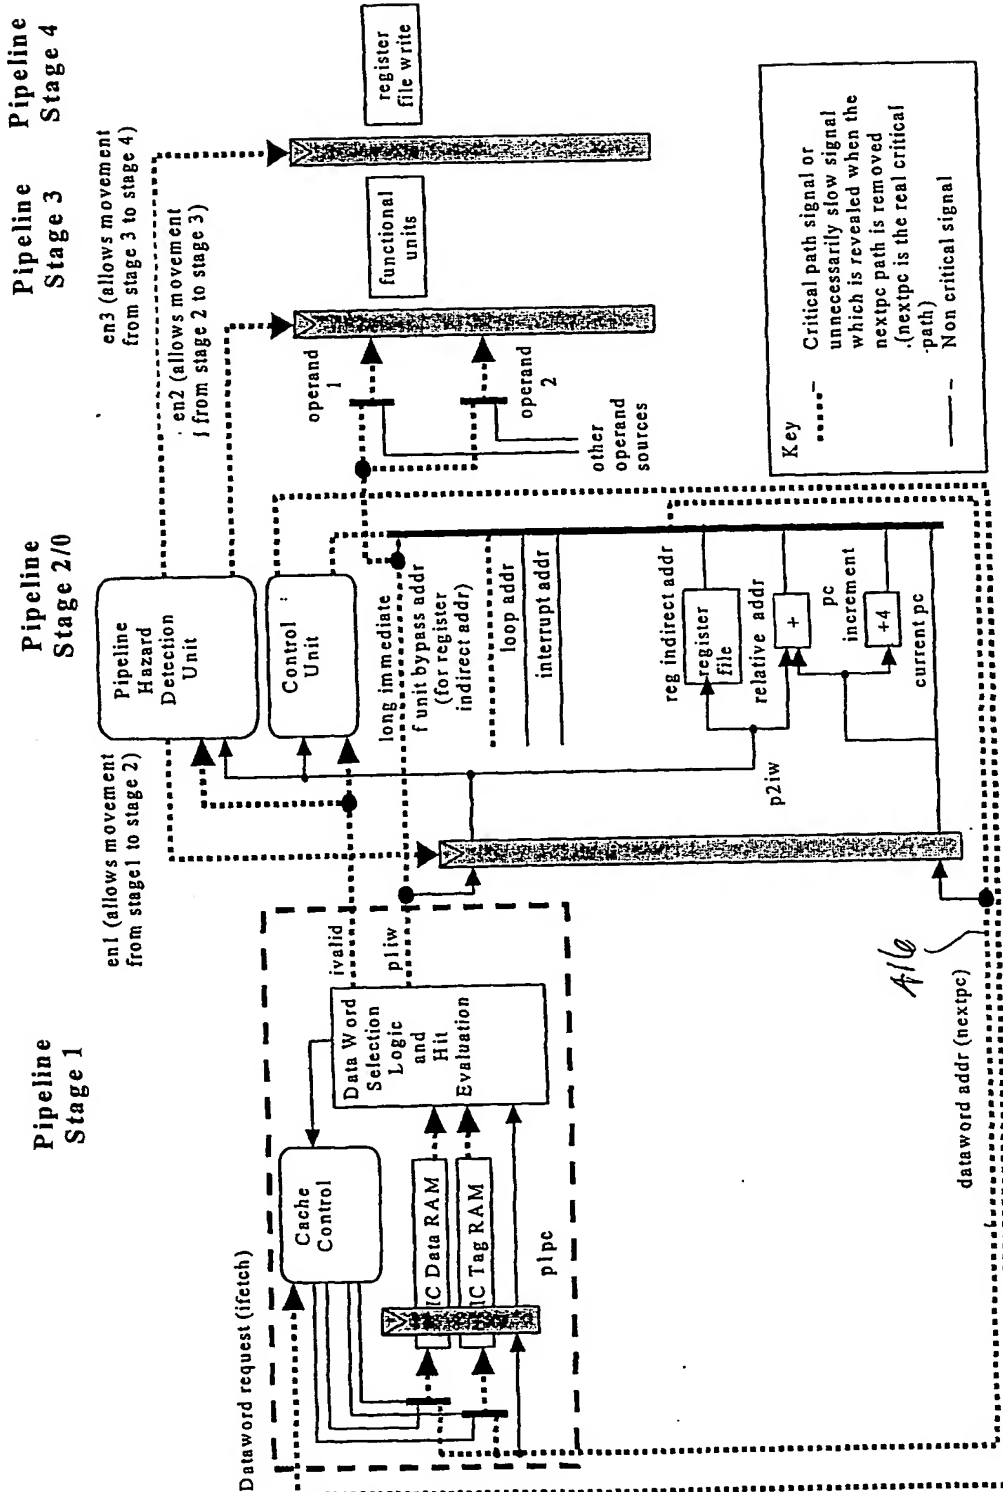 Pipeline
Stage 1
Pipeline
Stage 2/0
Pipeline
Stage 3
Pipeline
Stage 4
Dataword request (ifetch)
Cache
Control
IC Data RAM
IC Tag RAM
p1pc
Data Word
Selection
Logic
and
Hit
Evaluation
ivalid
p1iw
en1 (allows movement
from stage1 to stage 2)
Pipeline
Hazard
Detection
Unit
Control
Unit
en3 (allows movement
from stage 3 to stage 4)
en2 (allows movement
from stage 2 to stage 3)
long immediate
f unit bypass addr
(for register
indirect addr)
loop addr
interrupt addr
reg indirect addr
register
file
relative addr
+
pc
increment
+4
current pc
p2iw
operand
1
operand
2
other
operand
sources
functional
units
register
file write
dataword addr (nextpc)
A16
Key
Critical path signal or
unnecessarily slow signal
which is revealed when the
nextpc path is removed
(nextpc is the real critical
path)
Non critical signal